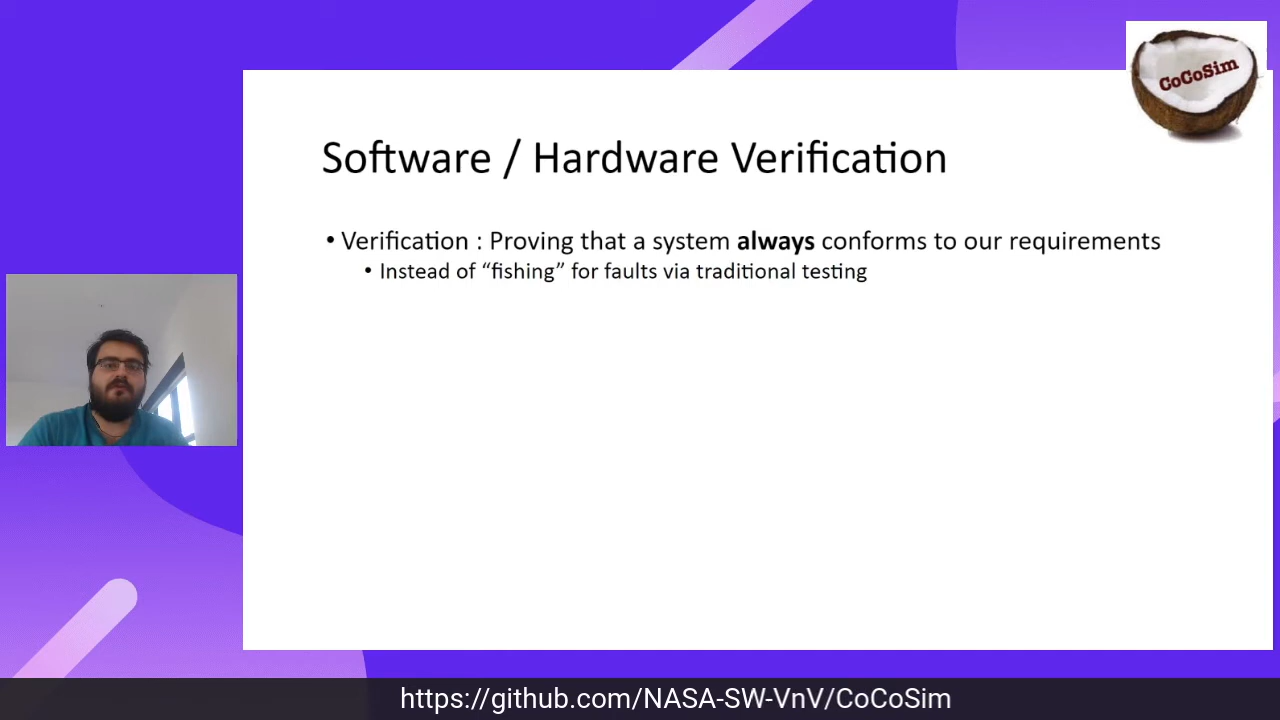 CoCoSim
Software / Hardware Verification
• Verification : Proving that a system always conforms to our requirements
• Instead of “fishing” for faults via traditional testing
https://github.com/NASA-SW-VnV/CoCoSim